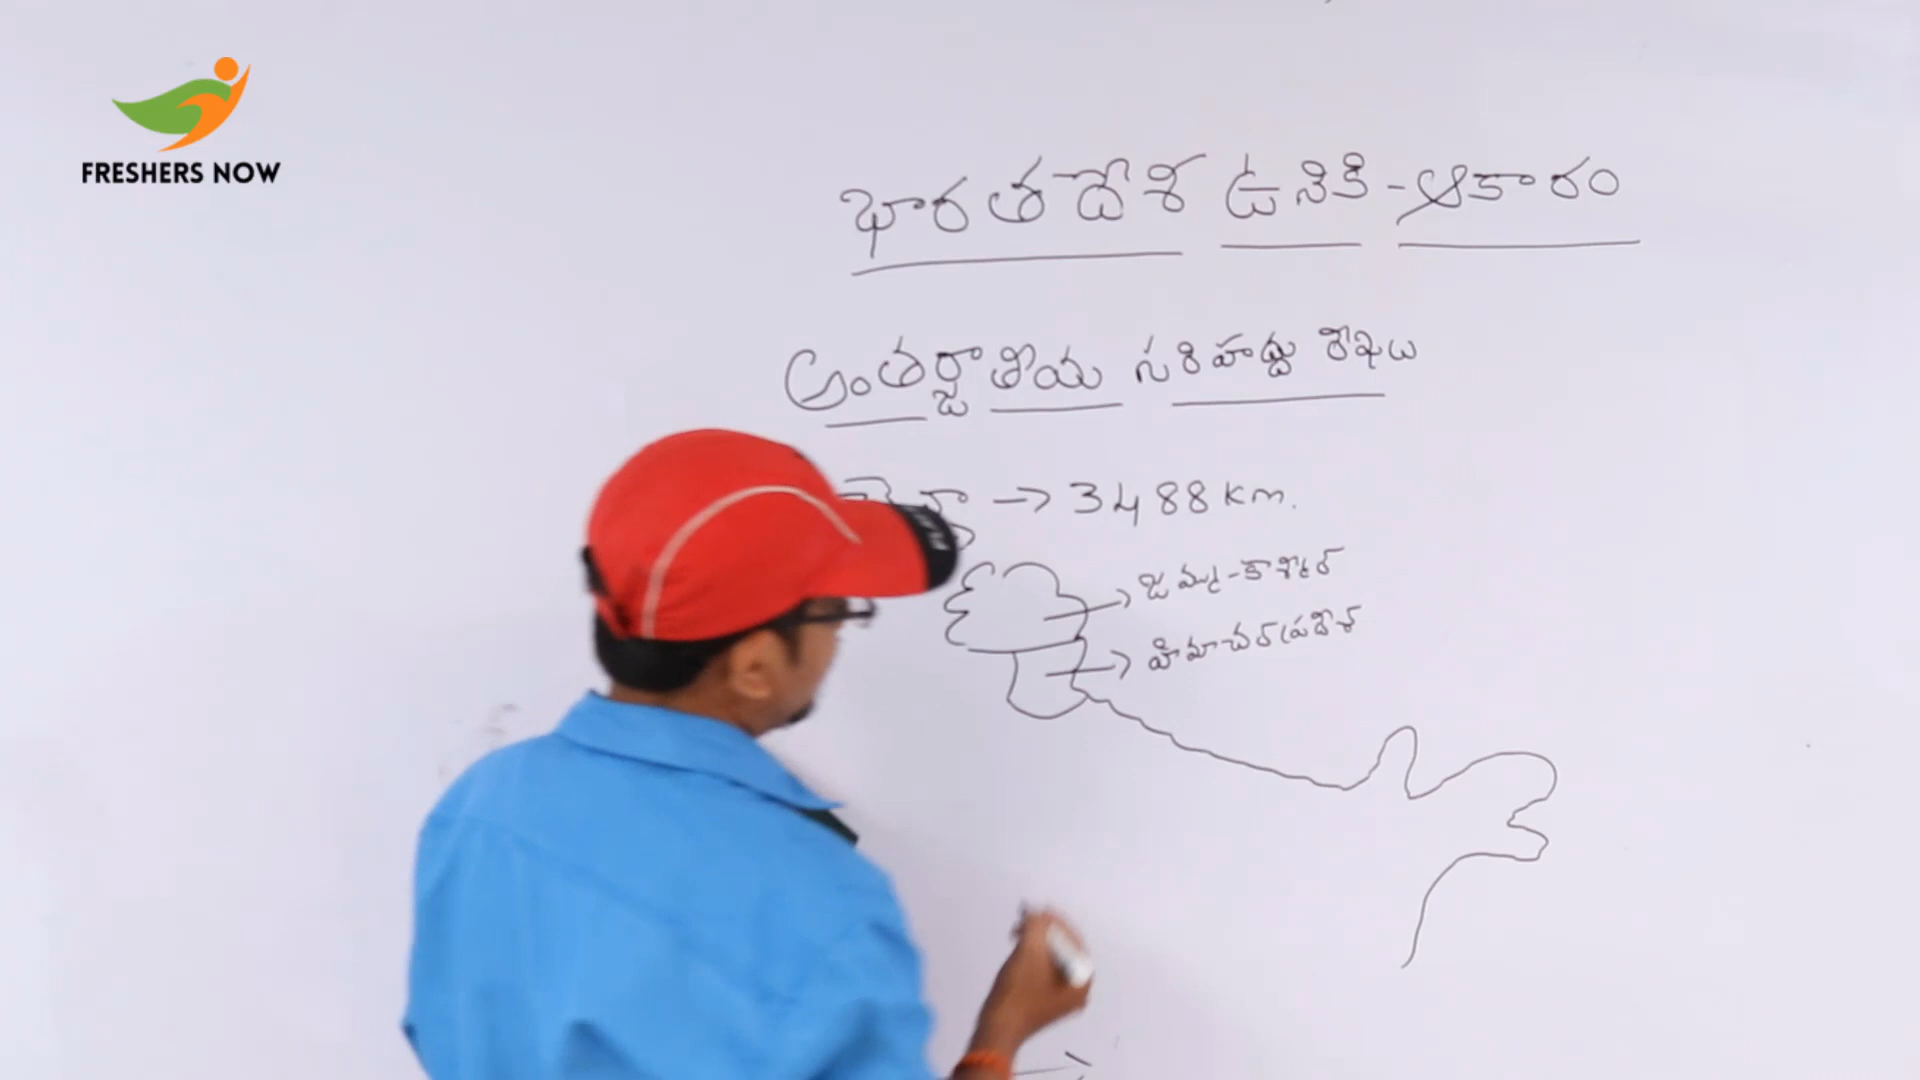 FRESHERS NOW
భారతదేశ ఉనికి - ఆకారం
అంతర్జాతీయ సరిహద్దు రేఖలు
→ 3488 km.
→ జమ్ము - కాశ్మీర్
→ హిమాచల్ ప్రదేశ్